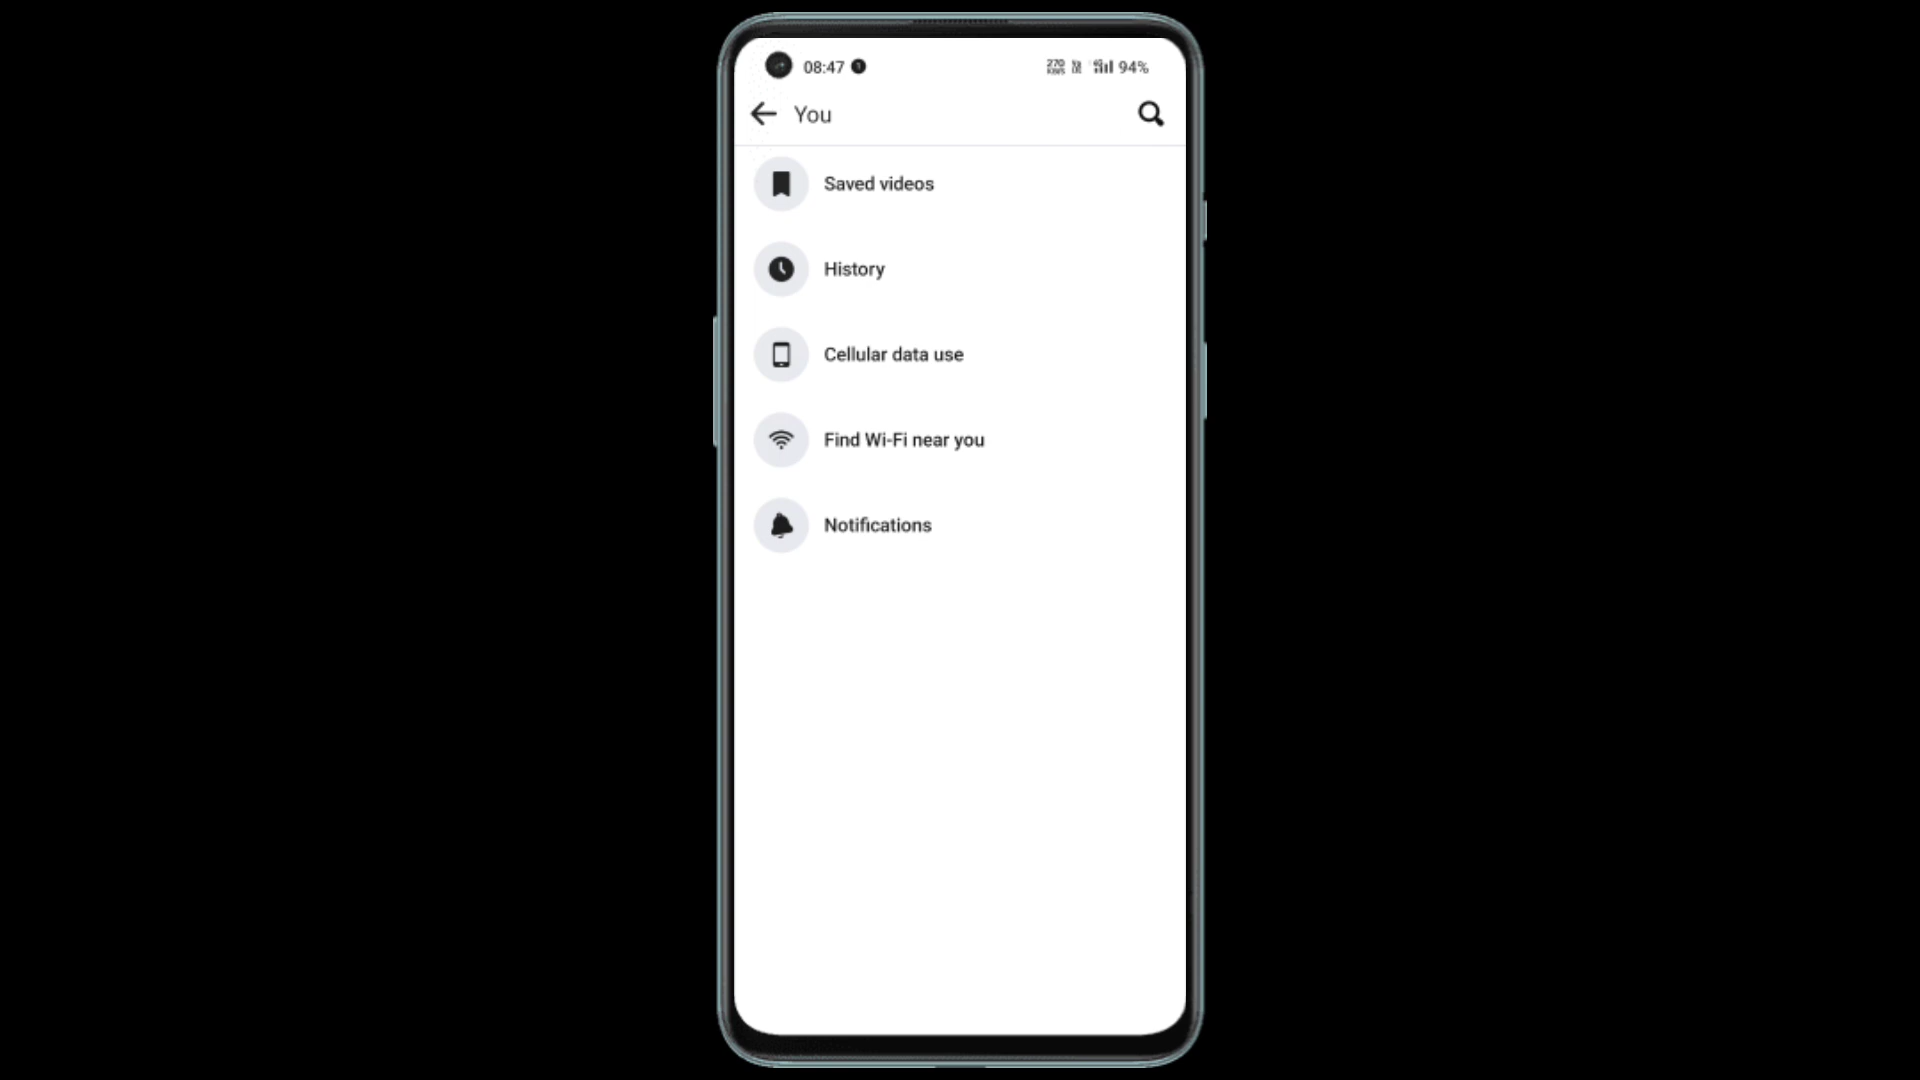 08:47 94%
You
Saved videos
History
Cellular data use
Find Wi-Fi near you
Notifications